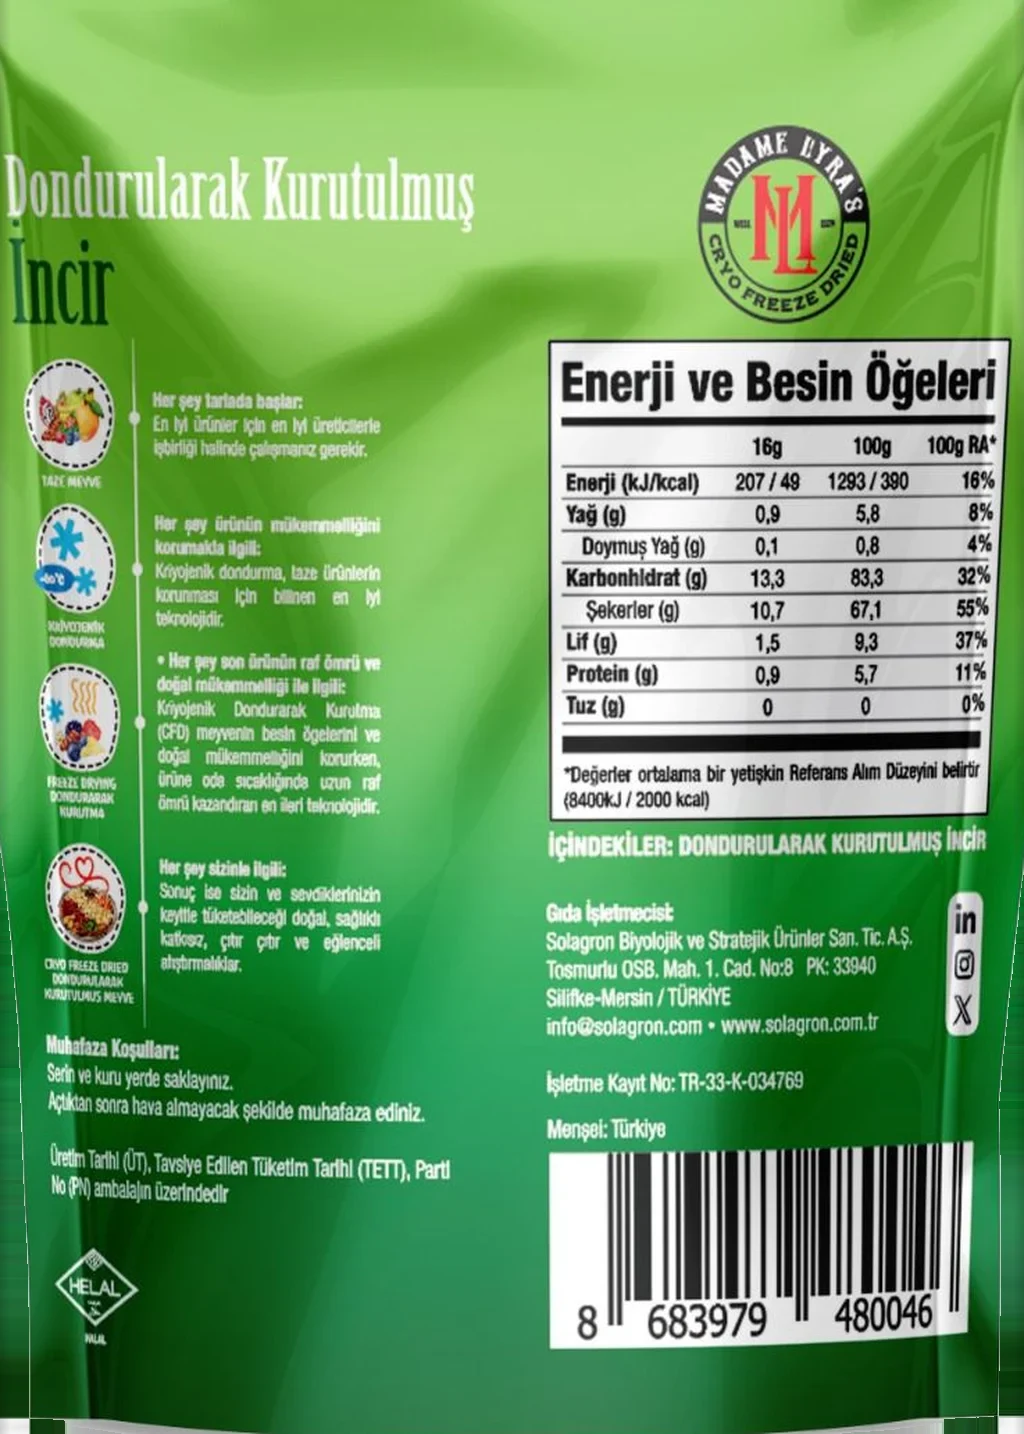 Dondurularak Kurutulmuş
İncir
MADAME LYRA'S
ML
CRYO FREEZE DRIED
TAZE MEYVE
Her şey tarlada başlar:
En iyi ürünler için en iyi üreticilerle
işbirliği halinde çalışmanız gerekir.
KRİYOJENİK
DONDURMA
Her şey ürünün mükemmelliğini
korumakla ilgili:
Kriyojenik dondurma, taze ürünlerin
korunması için bilinen en iyi
teknolojidir.
FREEZE DRYING
DONDURARAK
KURUTMA
• Her şey son ürünün raf ömrü ve
doğal mükemmelliği ile ilgili:
Kriyojenik Dondurarak Kurutma
(CFD) meyvenin besin ögelerini ve
doğal mükemmelliğini korurken,
ürüne oda sıcaklığında uzun raf
ömrü kazandıran en ileri teknolojidir.
CRYO FREEZE DRIED
DONDURULARAK
KURUTULMUŞ MEYVE
Her şey sizinle ilgili:
Sonuç ise sizin ve sevdiklerinizin
keyifle tüketebileceği doğal, sağlıklı
katkısız, çıtır çıtır ve eğlenceli
atıştırmalıklar.
Muhafaza Koşulları:
Serin ve kuru yerde saklayınız.
Açtıktan sonra hava almayacak şekilde muhafaza ediniz.
Üretim Tarihi (ÜT), Tavsiye Edilen Tüketim Tarihi (TETT), Parti
No (PN) ambalajın üzerindedir
HELAL
HALAL
Enerji ve Besin Öğeleri
16g 100g 100g RA*
Enerji (kJ/kcal) 207 / 49 1293 / 390 16%
Yağ (g) 0,9 5,8 8%
Doymuş Yağ (g) 0,1 0,8 4%
Karbonhidrat (g) 13,3 83,3 32%
Şekerler (g) 10,7 67,1 55%
Lif (g) 1,5 9,3 37%
Protein (g) 0,9 5,7 11%
Tuz (g) 0 0 0%
*Değerler ortalama bir yetişkin Referans Alım Düzeyini belirtir
(8400kJ / 2000 kcal)
İÇİNDEKİLER: DONDURULARAK KURUTULMUŞ İNCİR
Gıda İşletmecisi:
Solagron Biyolojik ve Stratejik Ürünler San. Tic. A.Ş.
Tosmurlu OSB. Mah. 1. Cad. No:8 PK: 33940
Silifke-Mersin / TÜRKİYE
info@solagron.com • www.solagron.com.tr
in
X
İşletme Kayıt No: TR-33-K-034769
Menşei: Türkiye
8 683979 480046